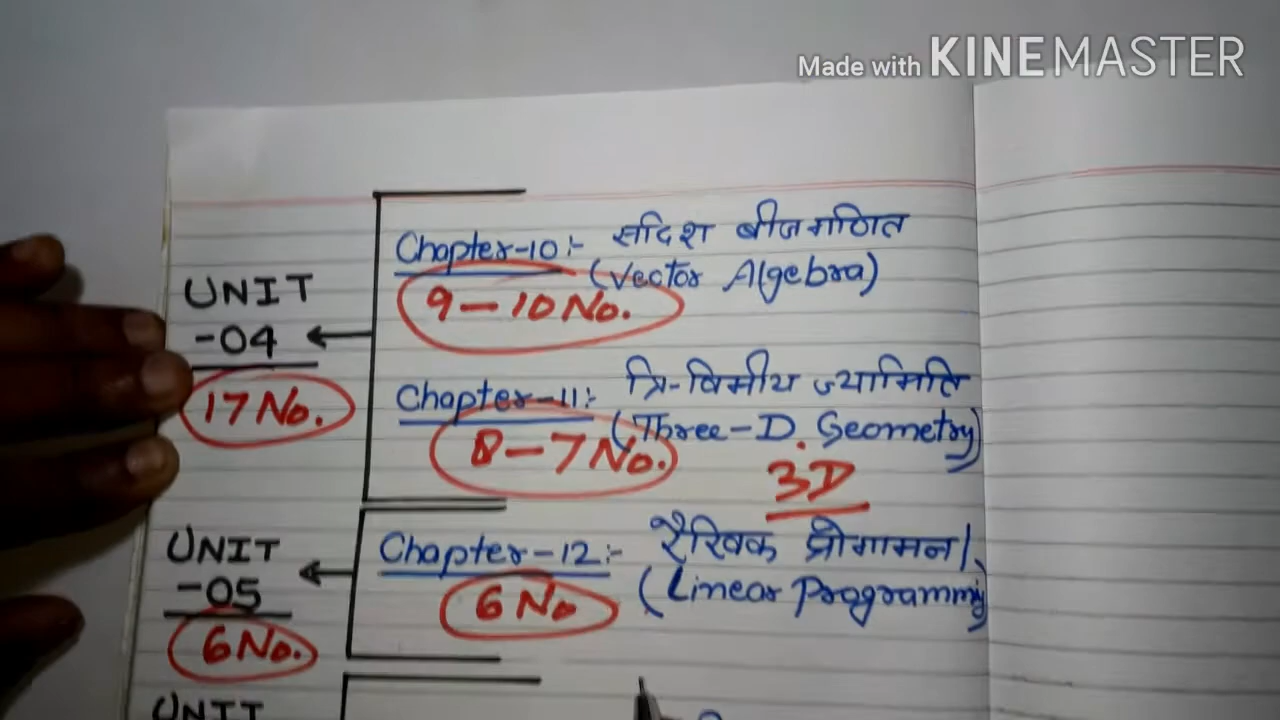 Made with KINEMASTER
UNIT
-04
17 No.
Chapter-10:- सदिश बीजगणित
(Vector Algebra)
9-10 No.
Chapter-11:- त्रि-विमीय ज्यामिति
(Three-D. Geometry)
8-7 No.
3D
UNIT
-05
6 No.
Chapter-12:- रैखिक प्रोगामन
(Linear Programming)
6 No
UNIT